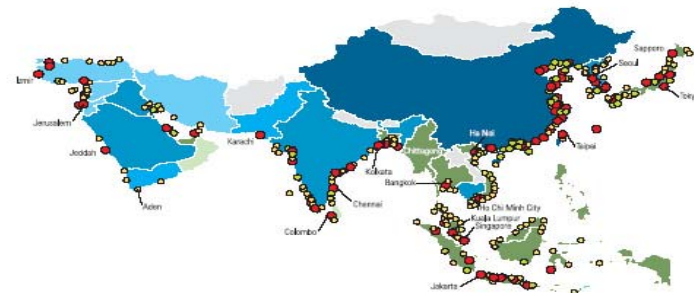 Sapporo
Seoul
Izmir
Tokyo
Jerusalem
Karachi
Ha Noi
Jeddah
Chittagong
Taipei
Kolkata
Bangkok
Aden
Ho Chi Minh City
Chennai
Kuala Lumpur
Colombo
Singapore
Jakarta